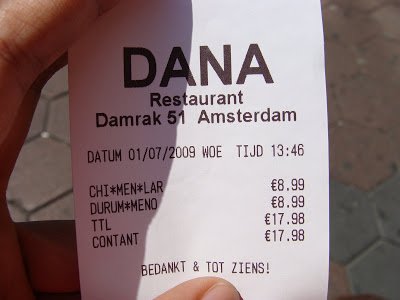 DANA
Restaurant
Damrak 51 Amsterdam
DATUM 01/07/2009 WOE TIJD 13:46
CHI*MEN*LAR €8.99
DURUM*MENO €8.99
TTL €17.98
CONTANT €17.98
BEDANKT & TOT ZIENS!